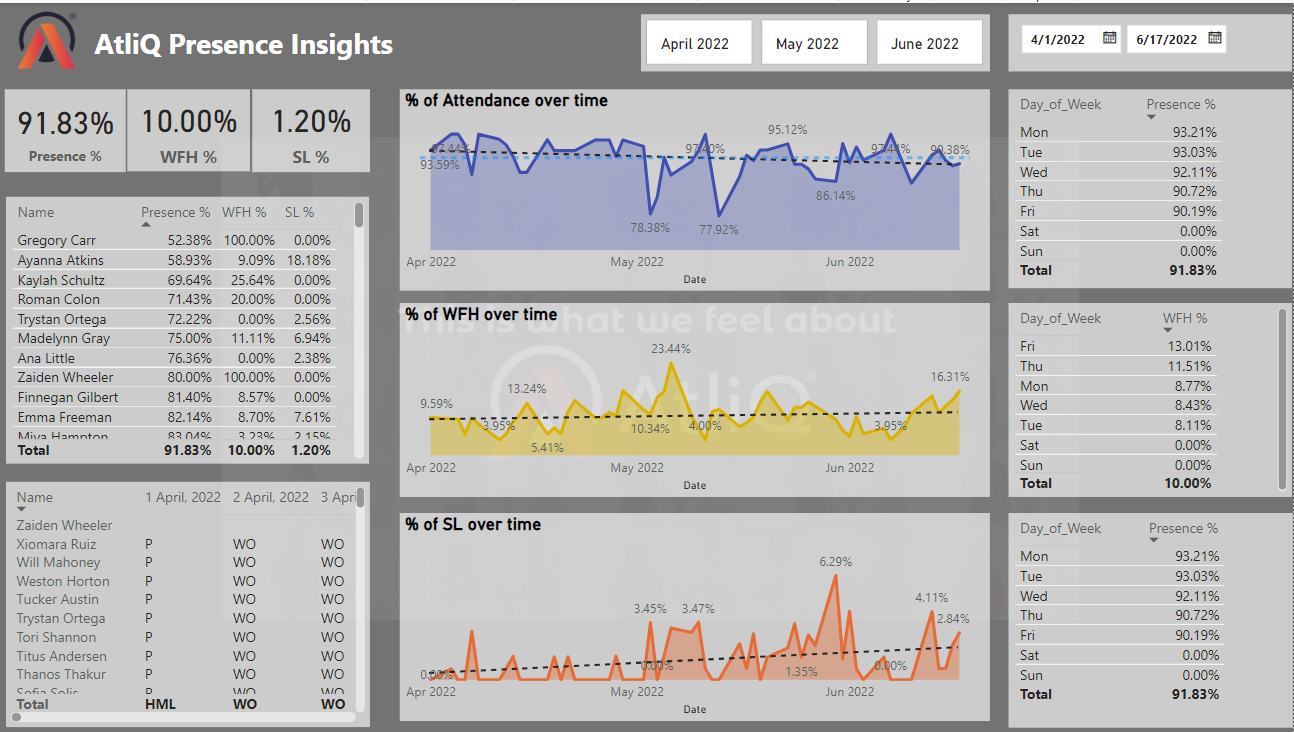 AtliQ Presence Insights
April 2022
May 2022
June 2022
4/1/2022
6/17/2022
91.83%
Presence %
10.00%
WFH %
1.20%
SL %
Name Presence % WFH % SL %
Gregory Carr 52.38% 100.00% 0.00%
Ayanna Atkins 58.93% 9.09% 18.18%
Kaylah Schultz 69.64% 25.64% 0.00%
Roman Colon 71.43% 20.00% 0.00%
Trystan Ortega 72.22% 0.00% 2.56%
Madelynn Gray 75.00% 11.11% 6.94%
Ana Little 76.36% 0.00% 2.38%
Zaiden Wheeler 80.00% 100.00% 0.00%
Finnegan Gilbert 81.40% 8.57% 0.00%
Emma Freeman 82.14% 8.70% 7.61%
Miya Hampton 83.04% 3.23% 2.15%
Total 91.83% 10.00% 1.20%
Name 1 April, 2022 2 April, 2022 3 Apri
Zaiden Wheeler
Xiomara Ruiz P WO WO
Will Mahoney P WO WO
Weston Horton P WO WO
Tucker Austin P WO WO
Trystan Ortega P WO WO
Tori Shannon P WO WO
Titus Andersen P WO WO
Thanos Thakur P WO WO
Sofia Solis P WO WO
Total HML WO WO
% of Attendance over time
97.44%
93.59%
78.38%
97.40%
77.92%
95.12%
86.14%
97.44%
90.38%
Apr 2022 May 2022 Jun 2022
Date
% of WFH over time
This is what we feel about
AtliQ
9.59%
3.95%
13.24%
5.41%
10.34%
23.44%
4.00%
3.95%
16.31%
Apr 2022 May 2022 Jun 2022
Date
% of SL over time
0.00%
3.45%
0.00%
3.47%
1.35%
6.29%
0.00%
4.11%
2.84%
Apr 2022 May 2022 Jun 2022
Date
Day_of_Week Presence %
Mon 93.21%
Tue 93.03%
Wed 92.11%
Thu 90.72%
Fri 90.19%
Sat 0.00%
Sun 0.00%
Total 91.83%
Day_of_Week WFH %
Fri 13.01%
Thu 11.51%
Mon 8.77%
Wed 8.43%
Tue 8.11%
Sat 0.00%
Sun 0.00%
Total 10.00%
Day_of_Week Presence %
Mon 93.21%
Tue 93.03%
Wed 92.11%
Thu 90.72%
Fri 90.19%
Sat 0.00%
Sun 0.00%
Total 91.83%